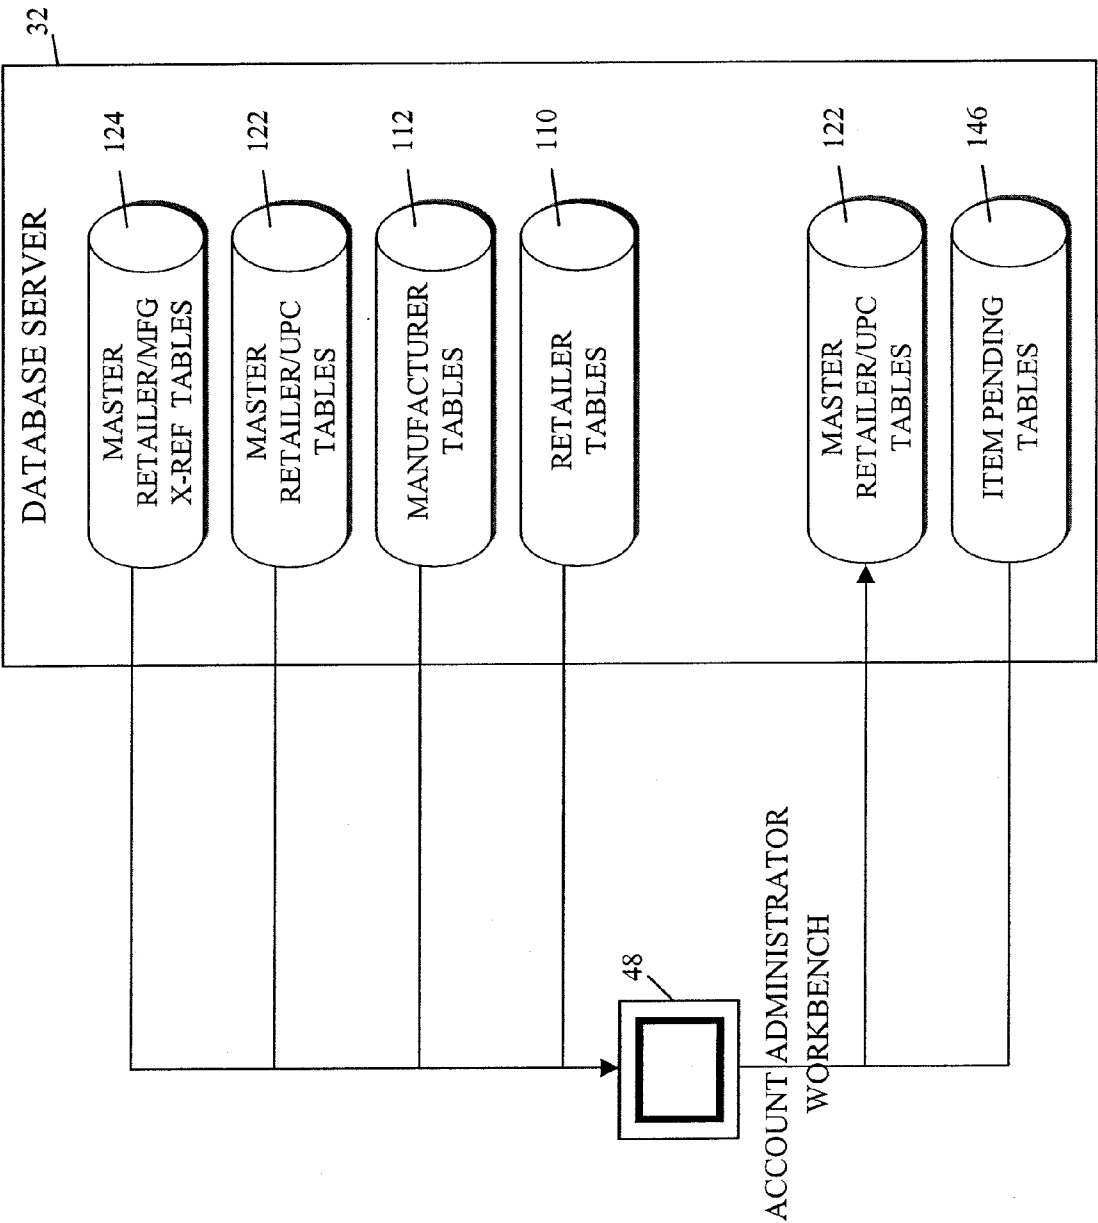 32
DATABASE SERVER
124
MASTER
RETAILER/MFG
X-REF TABLES
122
MASTER
RETAILER/UPC
TABLES
112
MANUFACTURER
TABLES
110
RETAILER
TABLES
122
MASTER
RETAILER/UPC
TABLES
146
ITEM PENDING
TABLES
48
ACCOUNT ADMINISTRATOR
WORKBENCH